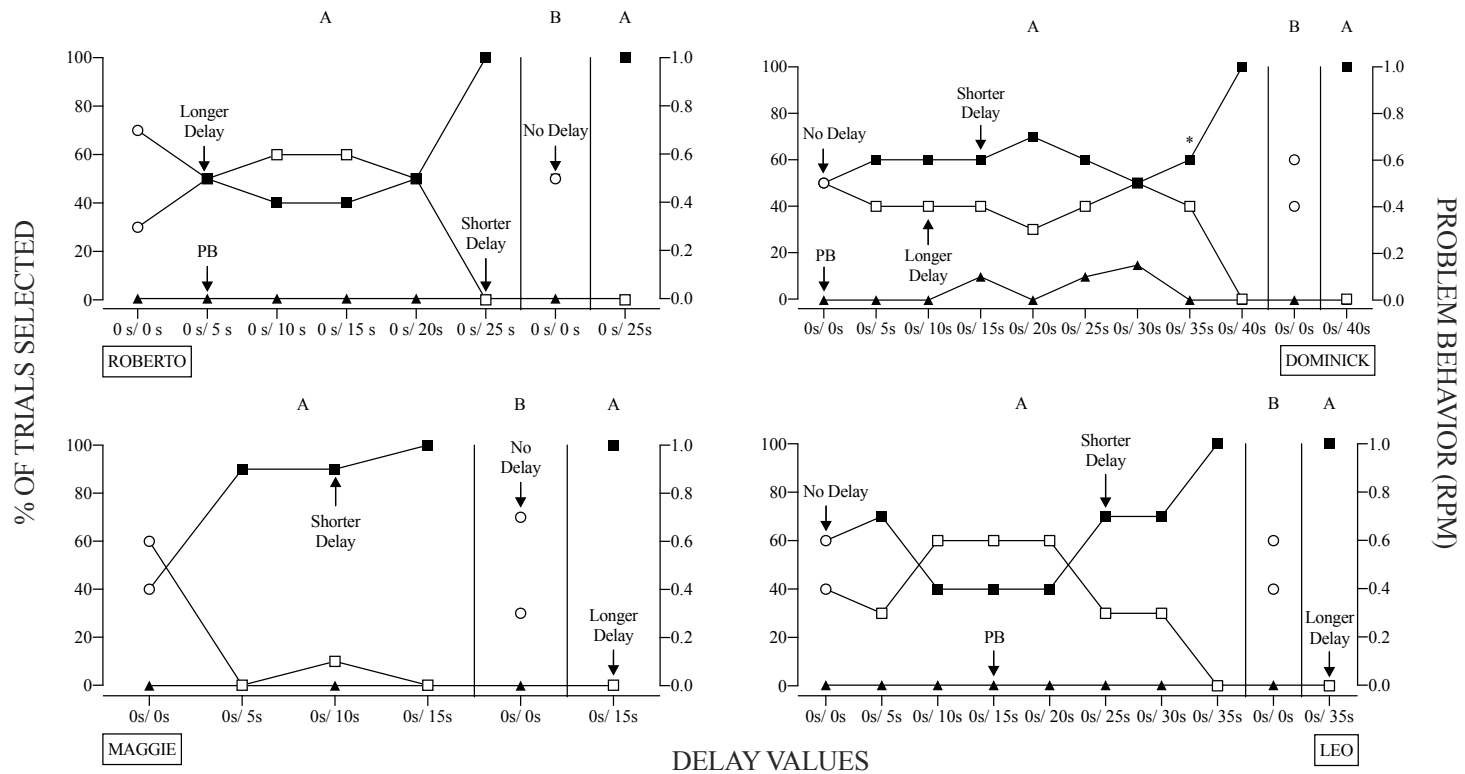 % OF TRIALS SELECTED
PROBLEM BEHAVIOR (RPM)
A
B
A
100
80
60
40
20
0
1.0
0.8
0.6
0.4
0.2
0.0
Longer
Delay
No Delay
PB
Shorter
Delay
0 s/ 0s
0 s/ 5s
0 s/ 10s
0 s/ 15s
0 s/ 20s
0 s/ 25s
0 s/ 0s
0 s/ 25s
ROBERTO
A
B
A
100
80
60
40
20
0
1.0
0.8
0.6
0.4
0.2
0.0
No Delay
Shorter
Delay
*
PB
Longer
Delay
0s/ 0s
0s/ 5s
0s/ 10s
0s/ 15s
0s/ 20s
0s/ 25s
0s/ 30s
0s/ 35s
0s/ 40s
0s/ 0s
0s/ 40s
DOMINICK
A
B
A
100
80
60
40
20
0
1.0
0.8
0.6
0.4
0.2
0.0
No
Delay
Shorter
Delay
Longer
Delay
0s/ 0s
0s/ 5s
0s/ 10s
0s/ 15s
0s/ 0s
0s/ 15s
MAGGIE
A
B
A
100
80
60
40
20
0
1.0
0.8
0.6
0.4
0.2
0.0
No Delay
Shorter
Delay
PB
Longer
Delay
0s/ 0s
0s/ 5s
0s/ 10s
0s/ 15s
0s/ 20s
0s/ 25s
0s/ 30s
0s/ 35s
0s/ 0s
0s/ 35s
LEO
DELAY VALUES